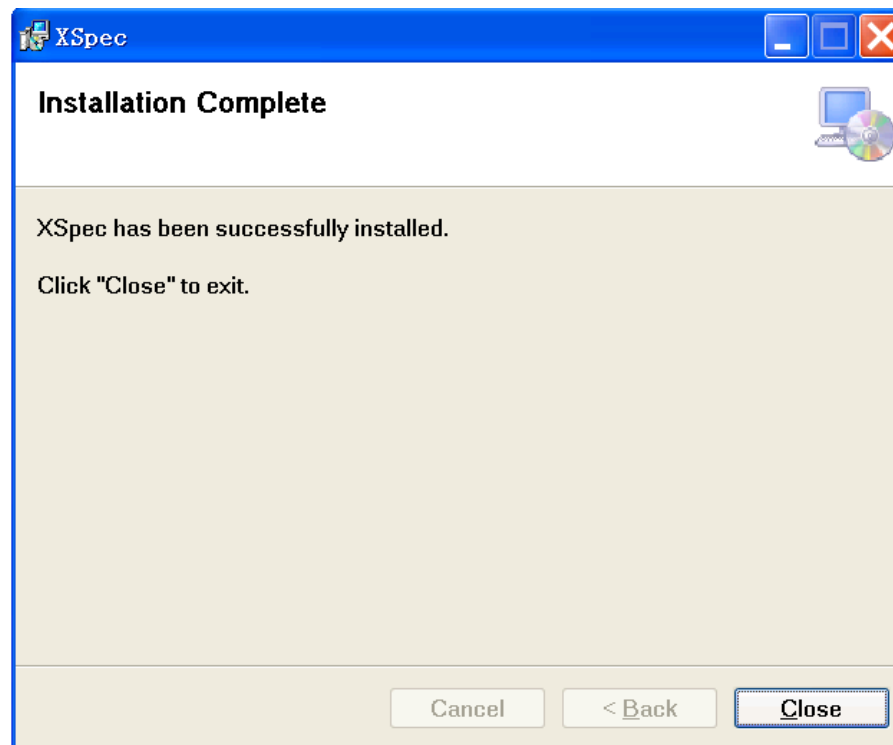 XSpec
Installation Complete
XSpec has been successfully installed.
Click "Close" to exit.
Cancel
< Back
Close